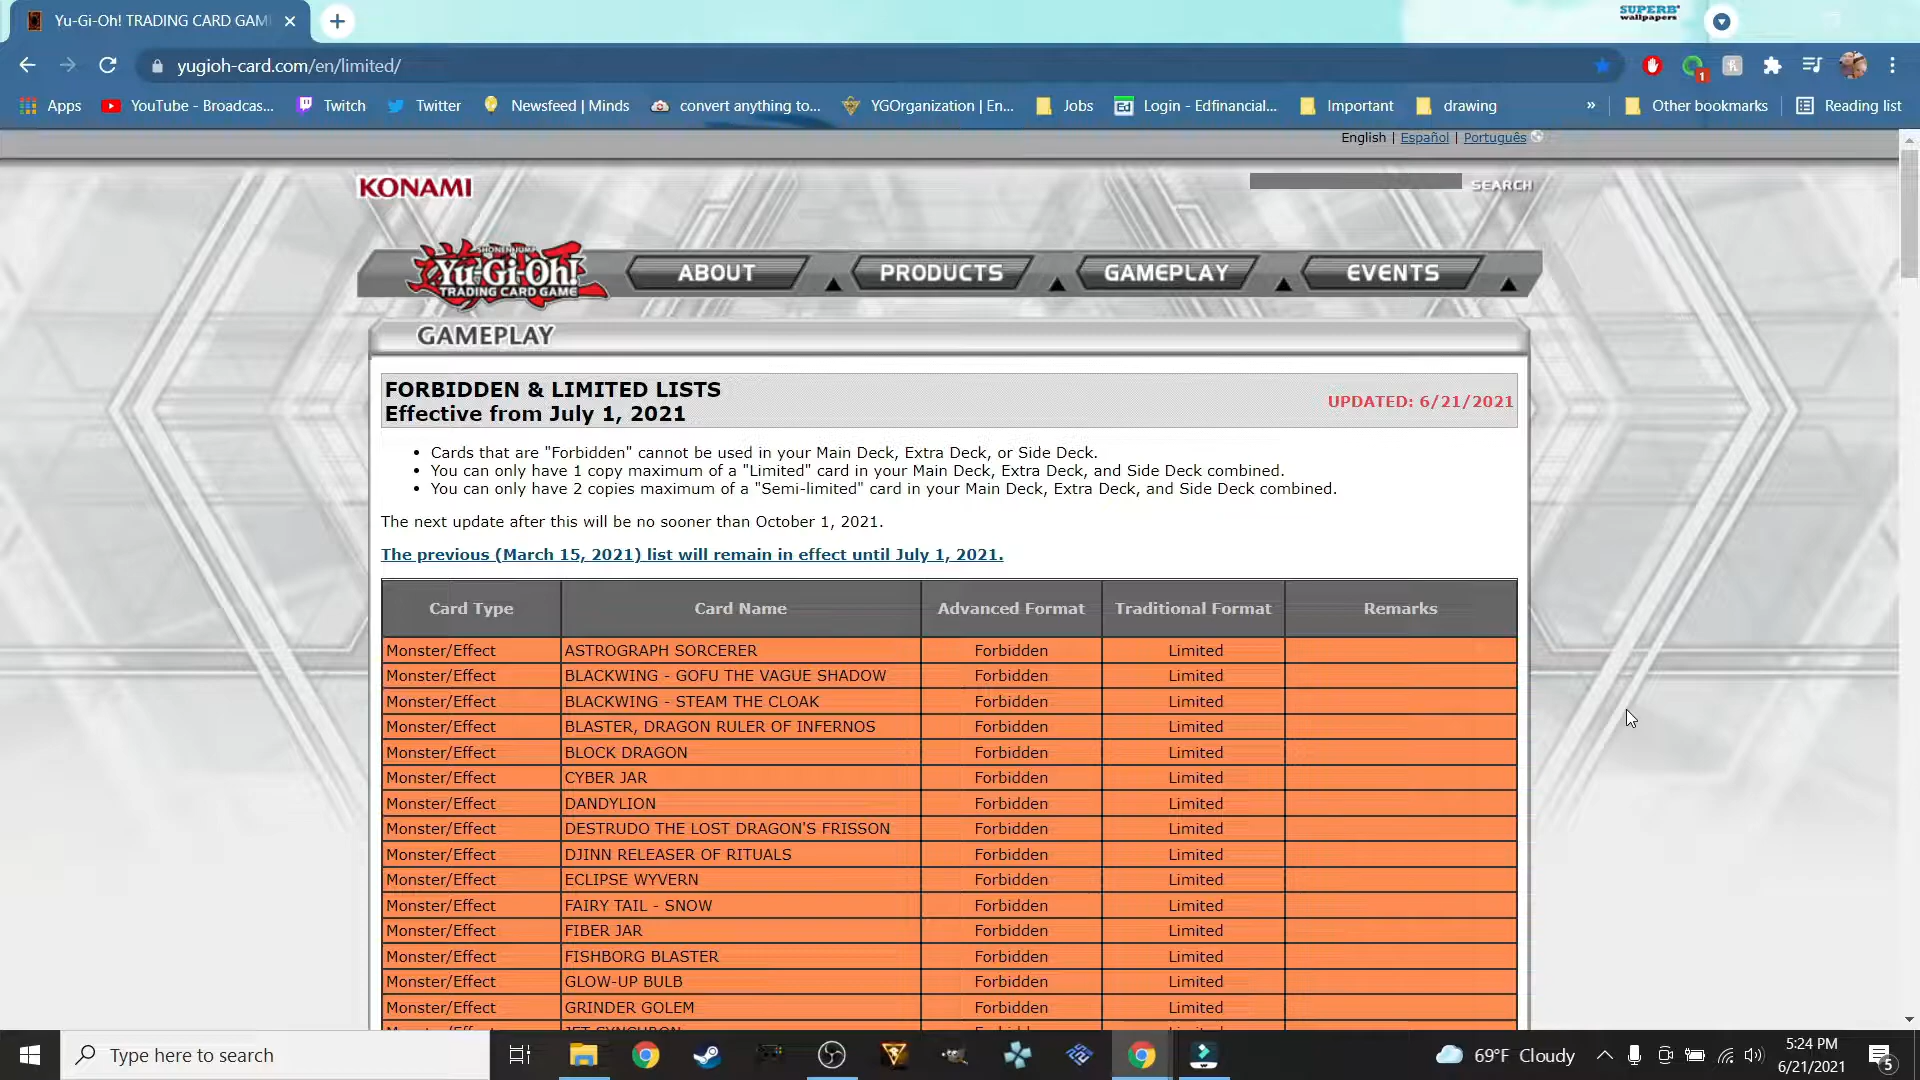 Yu-Gi-Oh! TRADING CARD GAM
SUPERB
wallpapers
yugioh-card.com/en/limited/
1
Apps
YouTube - Broadcas...
Twitch
Twitter
Newsfeed | Minds
convert anything to...
YGOrganization | En...
Jobs
Ed
Login - Edfinancial...
Important
drawing
»
Other bookmarks
Reading list
English | Español | Português
KONAMI
SEARCH
SHONEN JUMP
Yu-Gi-Oh!
TRADING CARD GAME
ABOUT
PRODUCTS
GAMEPLAY
EVENTS
GAMEPLAY
FORBIDDEN & LIMITED LISTS
Effective from July 1, 2021
UPDATED: 6/21/2021
• Cards that are "Forbidden" cannot be used in your Main Deck, Extra Deck, or Side Deck.
• You can only have 1 copy maximum of a "Limited" card in your Main Deck, Extra Deck, and Side Deck combined.
• You can only have 2 copies maximum of a "Semi-limited" card in your Main Deck, Extra Deck, and Side Deck combined.
The next update after this will be no sooner than October 1, 2021.
The previous (March 15, 2021) list will remain in effect until July 1, 2021.
Card Type Card Name Advanced Format Traditional Format Remarks
Monster/Effect ASTROGRAPH SORCERER Forbidden Limited
Monster/Effect BLACKWING - GOFU THE VAGUE SHADOW Forbidden Limited
Monster/Effect BLACKWING - STEAM THE CLOAK Forbidden Limited
Monster/Effect BLASTER, DRAGON RULER OF INFERNOS Forbidden Limited
Monster/Effect BLOCK DRAGON Forbidden Limited
Monster/Effect CYBER JAR Forbidden Limited
Monster/Effect DANDYLION Forbidden Limited
Monster/Effect DESTRUDO THE LOST DRAGON'S FRISSON Forbidden Limited
Monster/Effect DJINN RELEASER OF RITUALS Forbidden Limited
Monster/Effect ECLIPSE WYVERN Forbidden Limited
Monster/Effect FAIRY TAIL - SNOW Forbidden Limited
Monster/Effect FIBER JAR Forbidden Limited
Monster/Effect FISHBORG BLASTER Forbidden Limited
Monster/Effect GLOW-UP BULB Forbidden Limited
Monster/Effect GRINDER GOLEM Forbidden Limited
Type here to search
69°F Cloudy
5:24 PM
6/21/2021
5